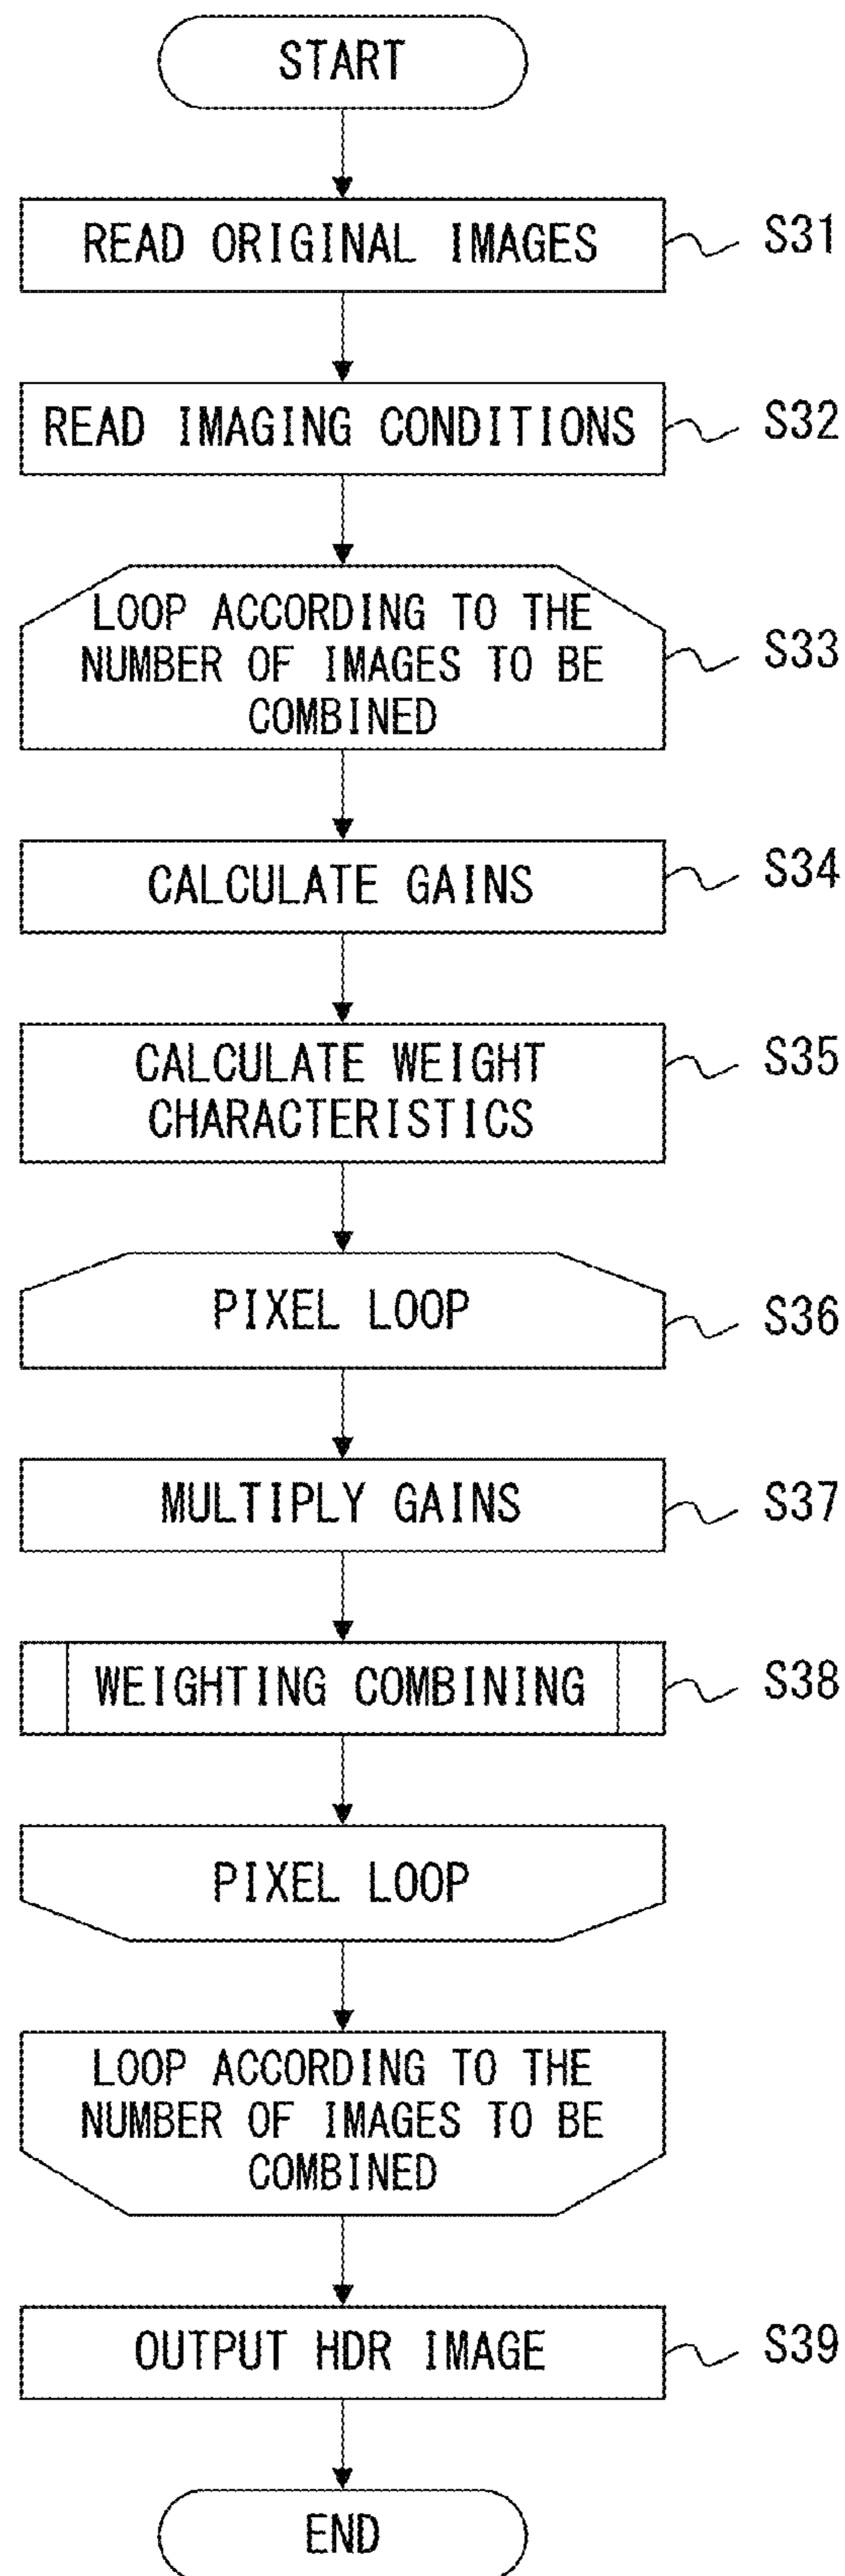 START
READ ORIGINAL IMAGES S31
READ IMAGING CONDITIONS S32
LOOP ACCORDING TO THE
NUMBER OF IMAGES TO BE S33
COMBINED
CALCULATE GAINS S34
CALCULATE WEIGHT S35
CHARACTERISTICS
PIXEL LOOP S36
MULTIPLY GAINS S37
WEIGHTING COMBINING S38
PIXEL LOOP
LOOP ACCORDING TO THE
NUMBER OF IMAGES TO BE
COMBINED
OUTPUT HDR IMAGE S39
END